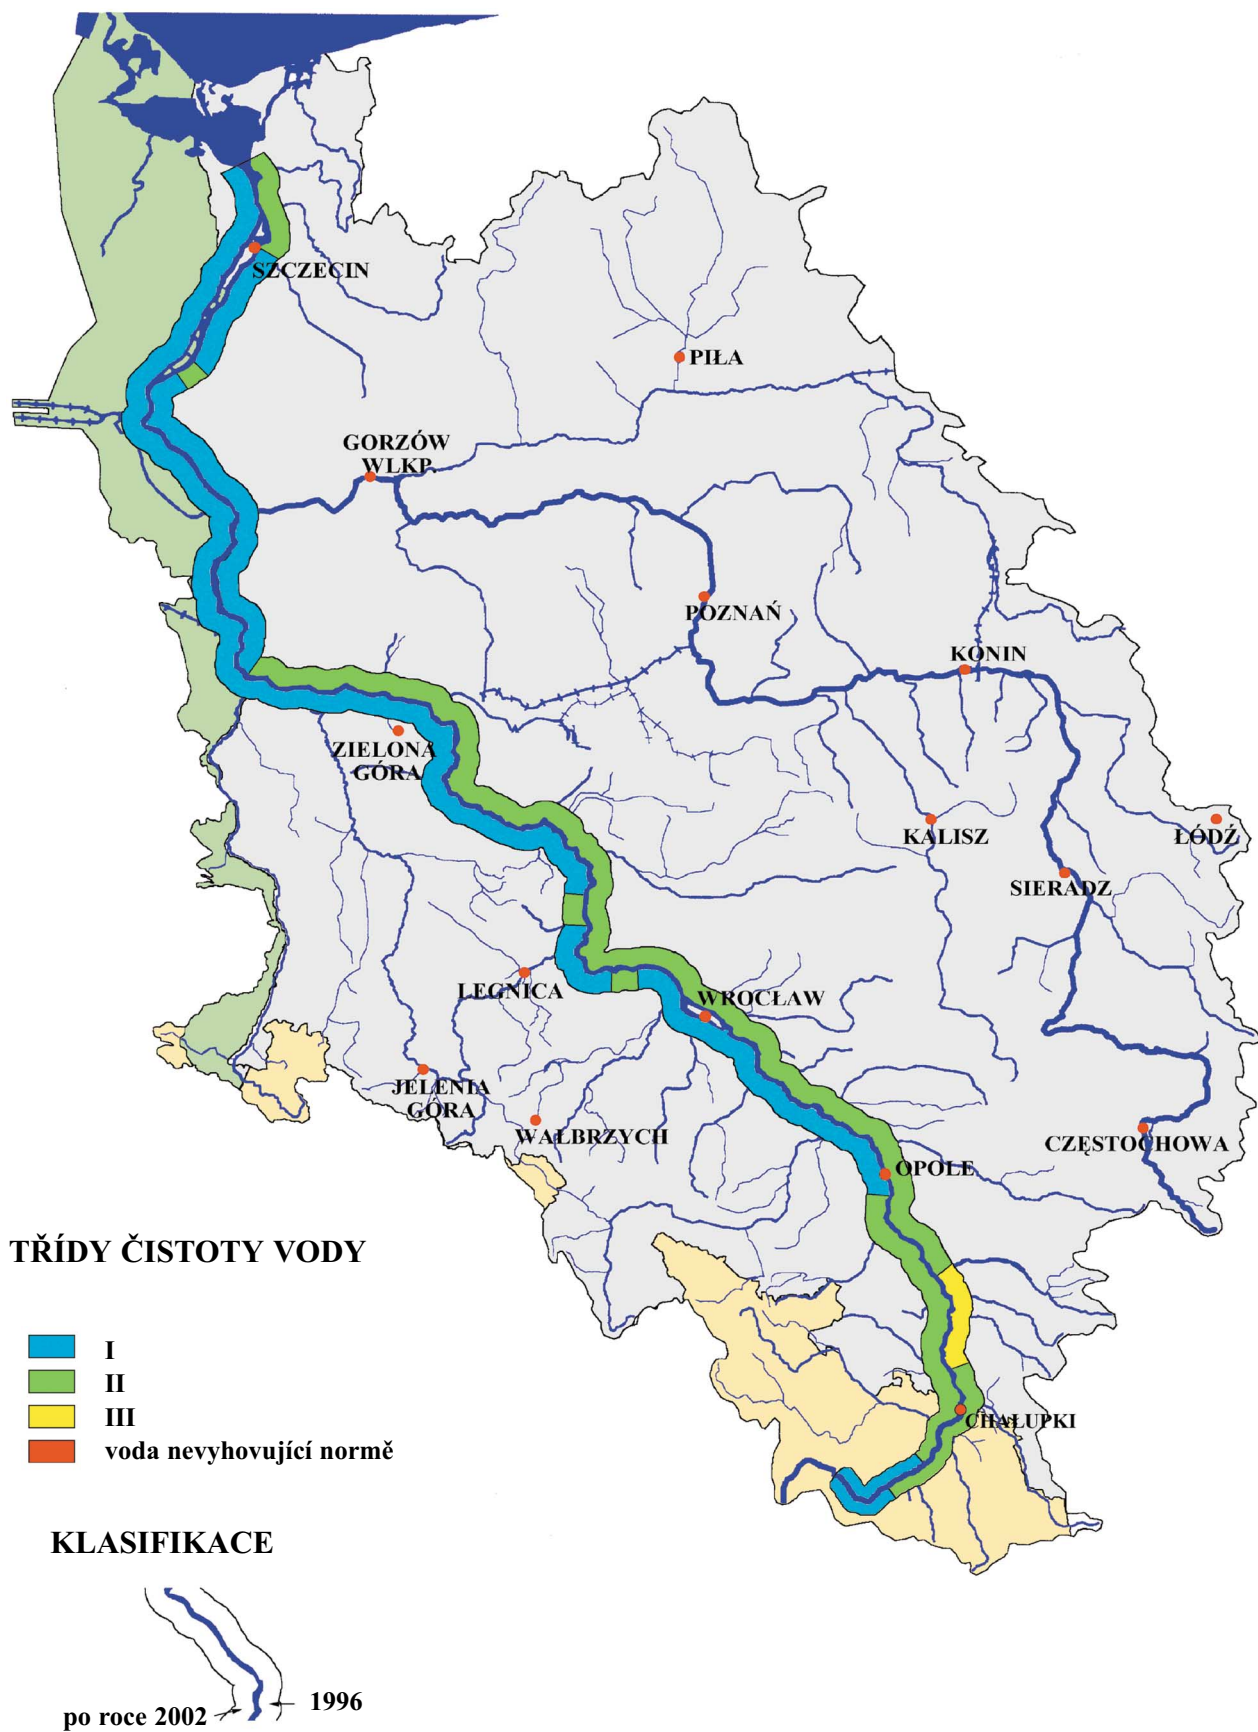 SZCZECIN
PIŁA
GORZÓW
WLKP.
POZNAŃ
KONIN
ZIELONA
GÓRA
KALISZ
ŁÓDŹ
SIERADZ
LEGNICA
WROCŁAW
JELENIA
GÓRA
WAŁBRZYCH
CZĘSTOCHOWA
OPOLE
CHAŁUPKI
TŘÍDY ČISTOTY VODY
I
II
III
voda nevyhovující normě
KLASIFIKACE
1996
po roce 2002